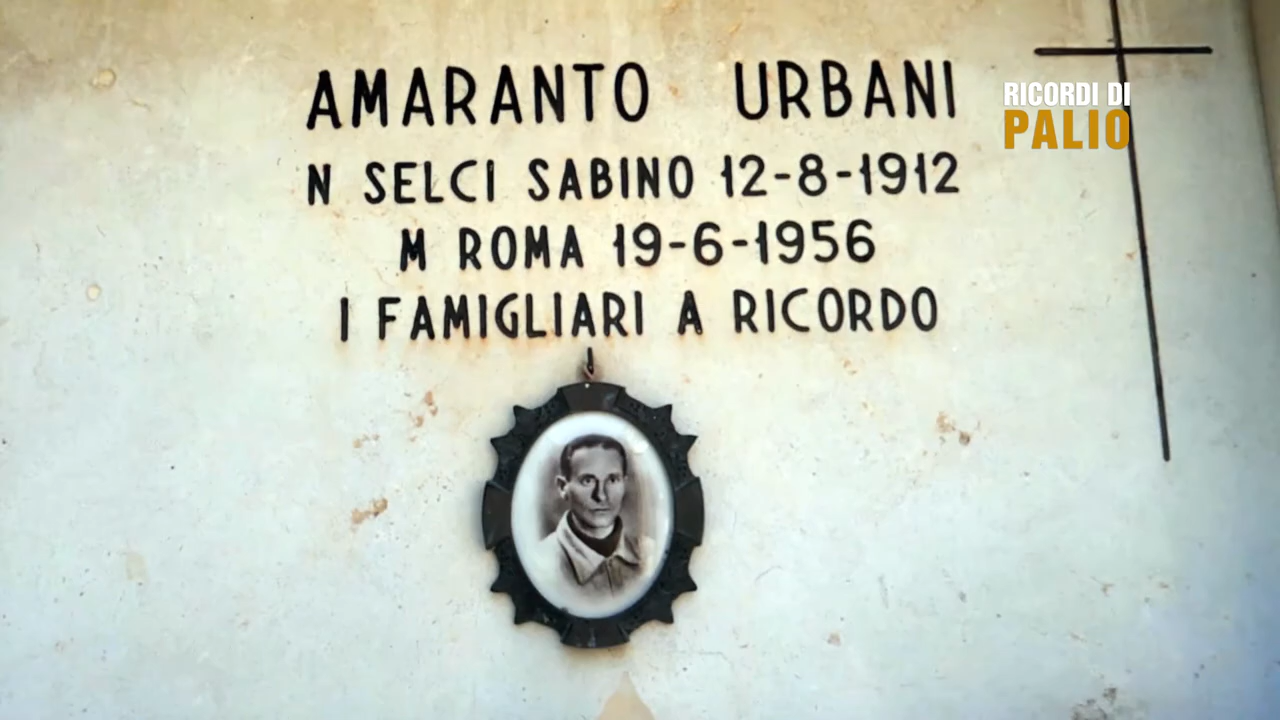 AMARANTO URBANI
N SELCI SABINO 12-8-1912
M ROMA 19-6-1956
I FAMIGLIARI A RICORDO
RICORDI DI
PALIO